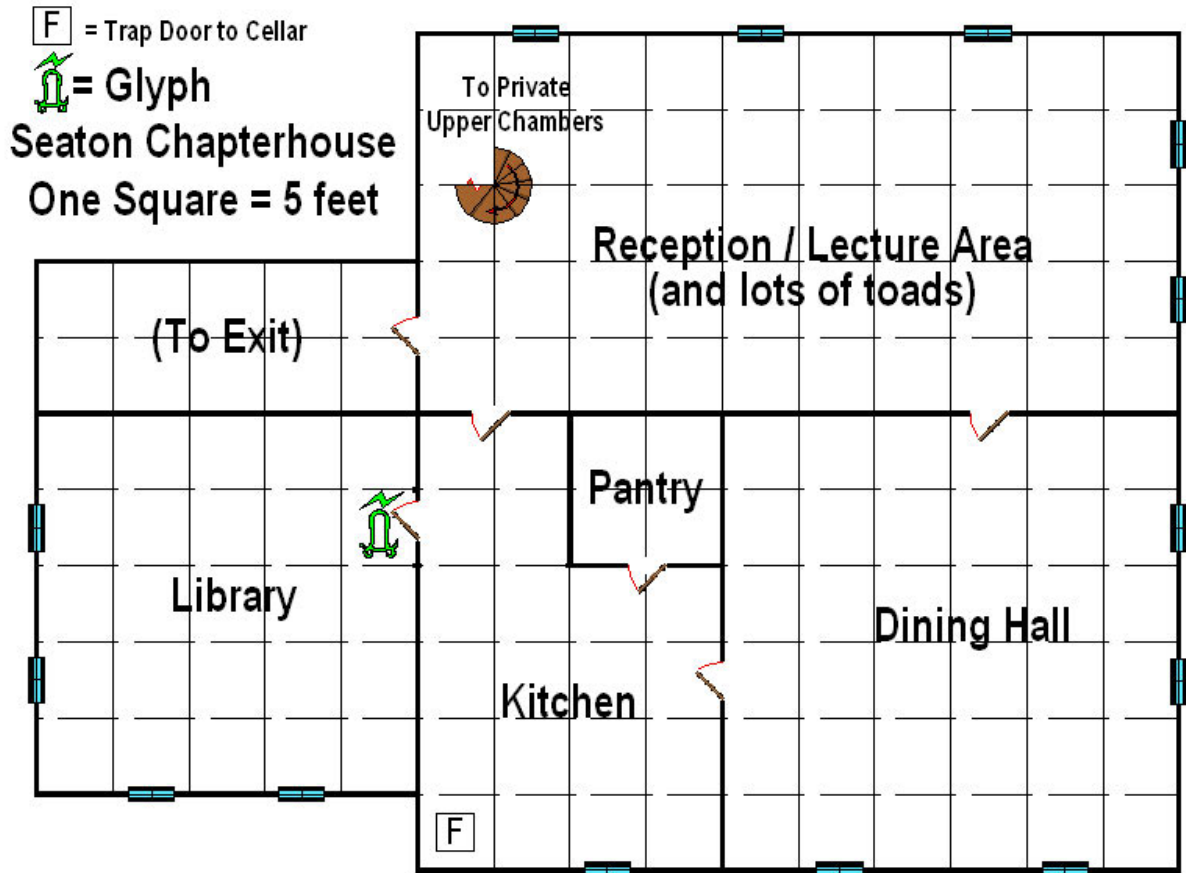 F = Trap Door to Cellar
= Glyph
Seaton Chapterhouse
One Square = 5 feet
To Private
Upper Chambers
Reception / Lecture Area
(and lots of toads)
(To Exit)
Pantry
Library
Dining Hall
Kitchen
F